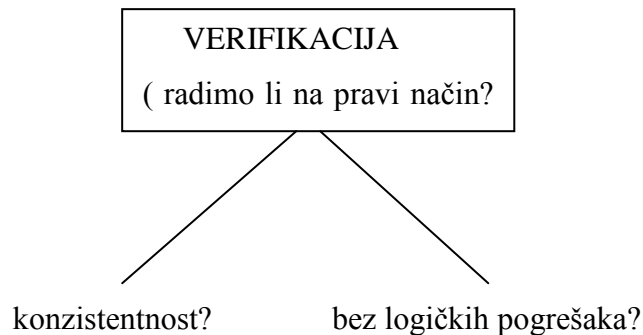 VERIFIKACIJA
( radimo li na pravi način?
konzistentnost? bez logičkih pogrešaka?